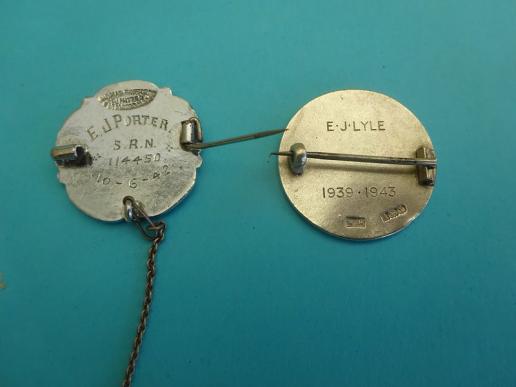 E.J.PORTER.
S.R.N.
114450
10-6-42
E·J·LYLE
1939·1943